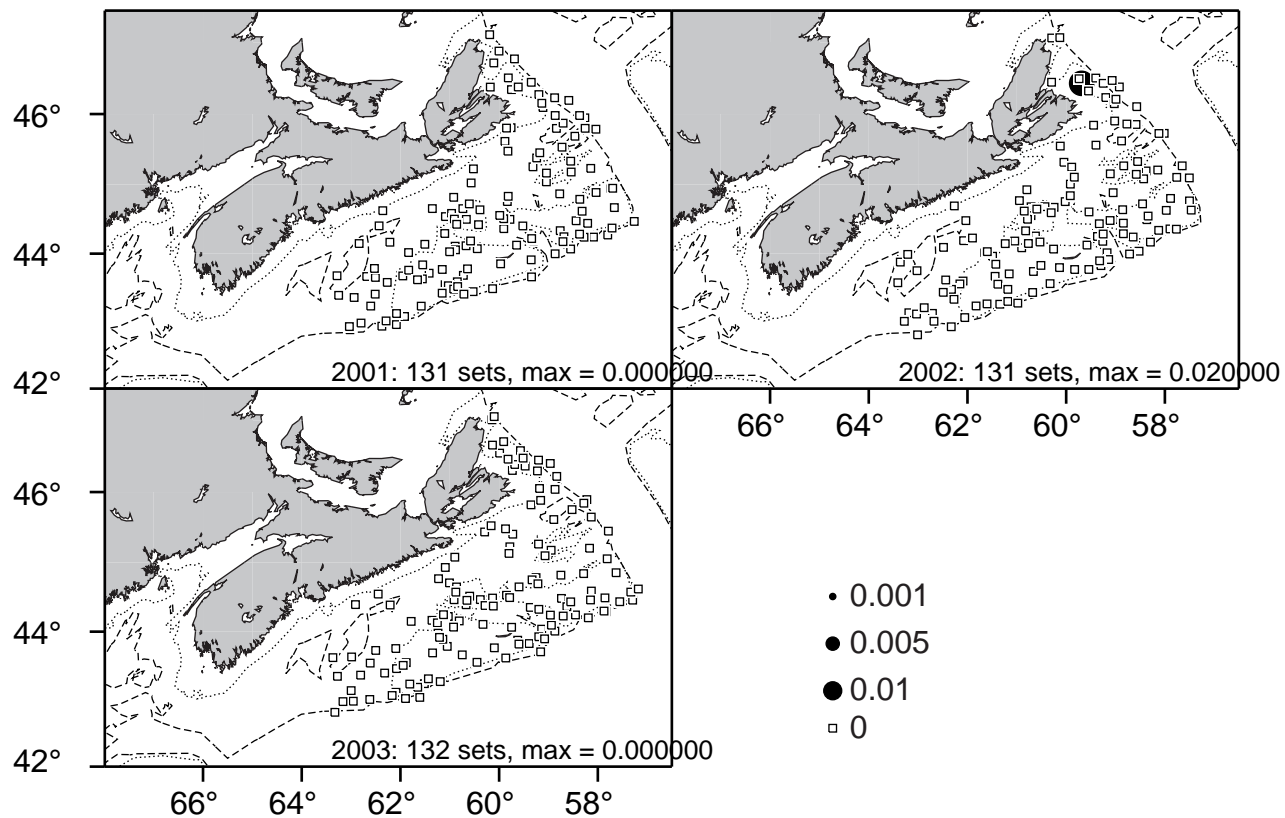 46°
44°
42°
2001: 131 sets, max = 0.000000
2002: 131 sets, max = 0.020000
66° 64° 62° 60° 58°
46°
44°
42°
2003: 132 sets, max = 0.000000
66° 64° 62° 60° 58°
0.001
0.005
0.01
0